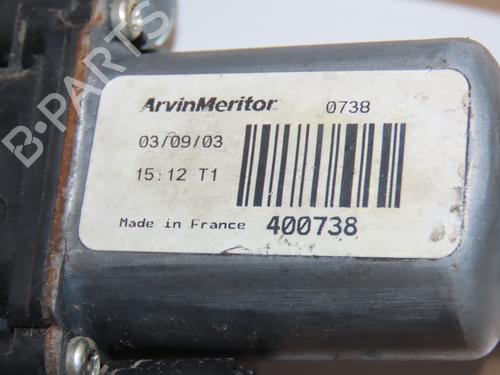 ArvinMeritor 0738
03/09/03
15:12 T1
Made in France 400738
B-PARTS